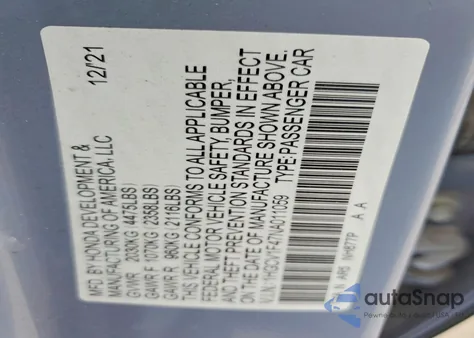 MFD BY HONDA DEVELOPMENT & 12/21
MANUFACTURING OF AMERICA, LLC
GVWR 2030KG ( 4475LBS )
GAWR F 1070KG ( 2358LBS )
GAWR R 960KG ( 2116LBS )
THIS VEHICLE CONFORMS TO ALL APPLICABLE
FEDERAL MOTOR VEHICLE SAFETY, BUMPER,
AND THEFT PREVENTION STANDARDS IN EFFECT
ON THE DATE OF MANUFACTURE SHOWN ABOVE.
V.I.N.: TYPE:PASSENGER CAR
A A
autoSnap